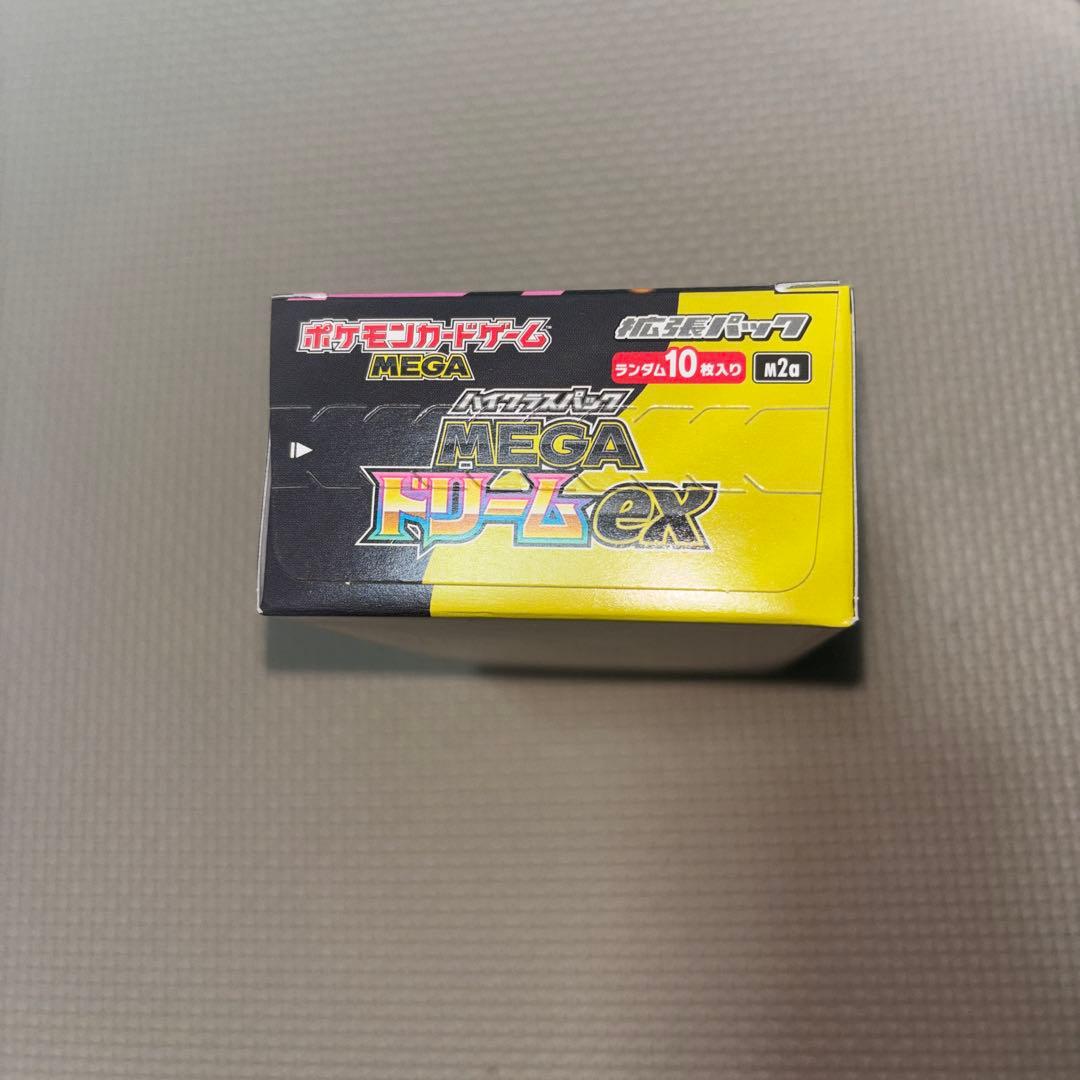 ポケモンカードゲーム
MEGA
拡張パック
ランダム10枚入り M2a
ハイクラスパック
MEGA
ドリームex